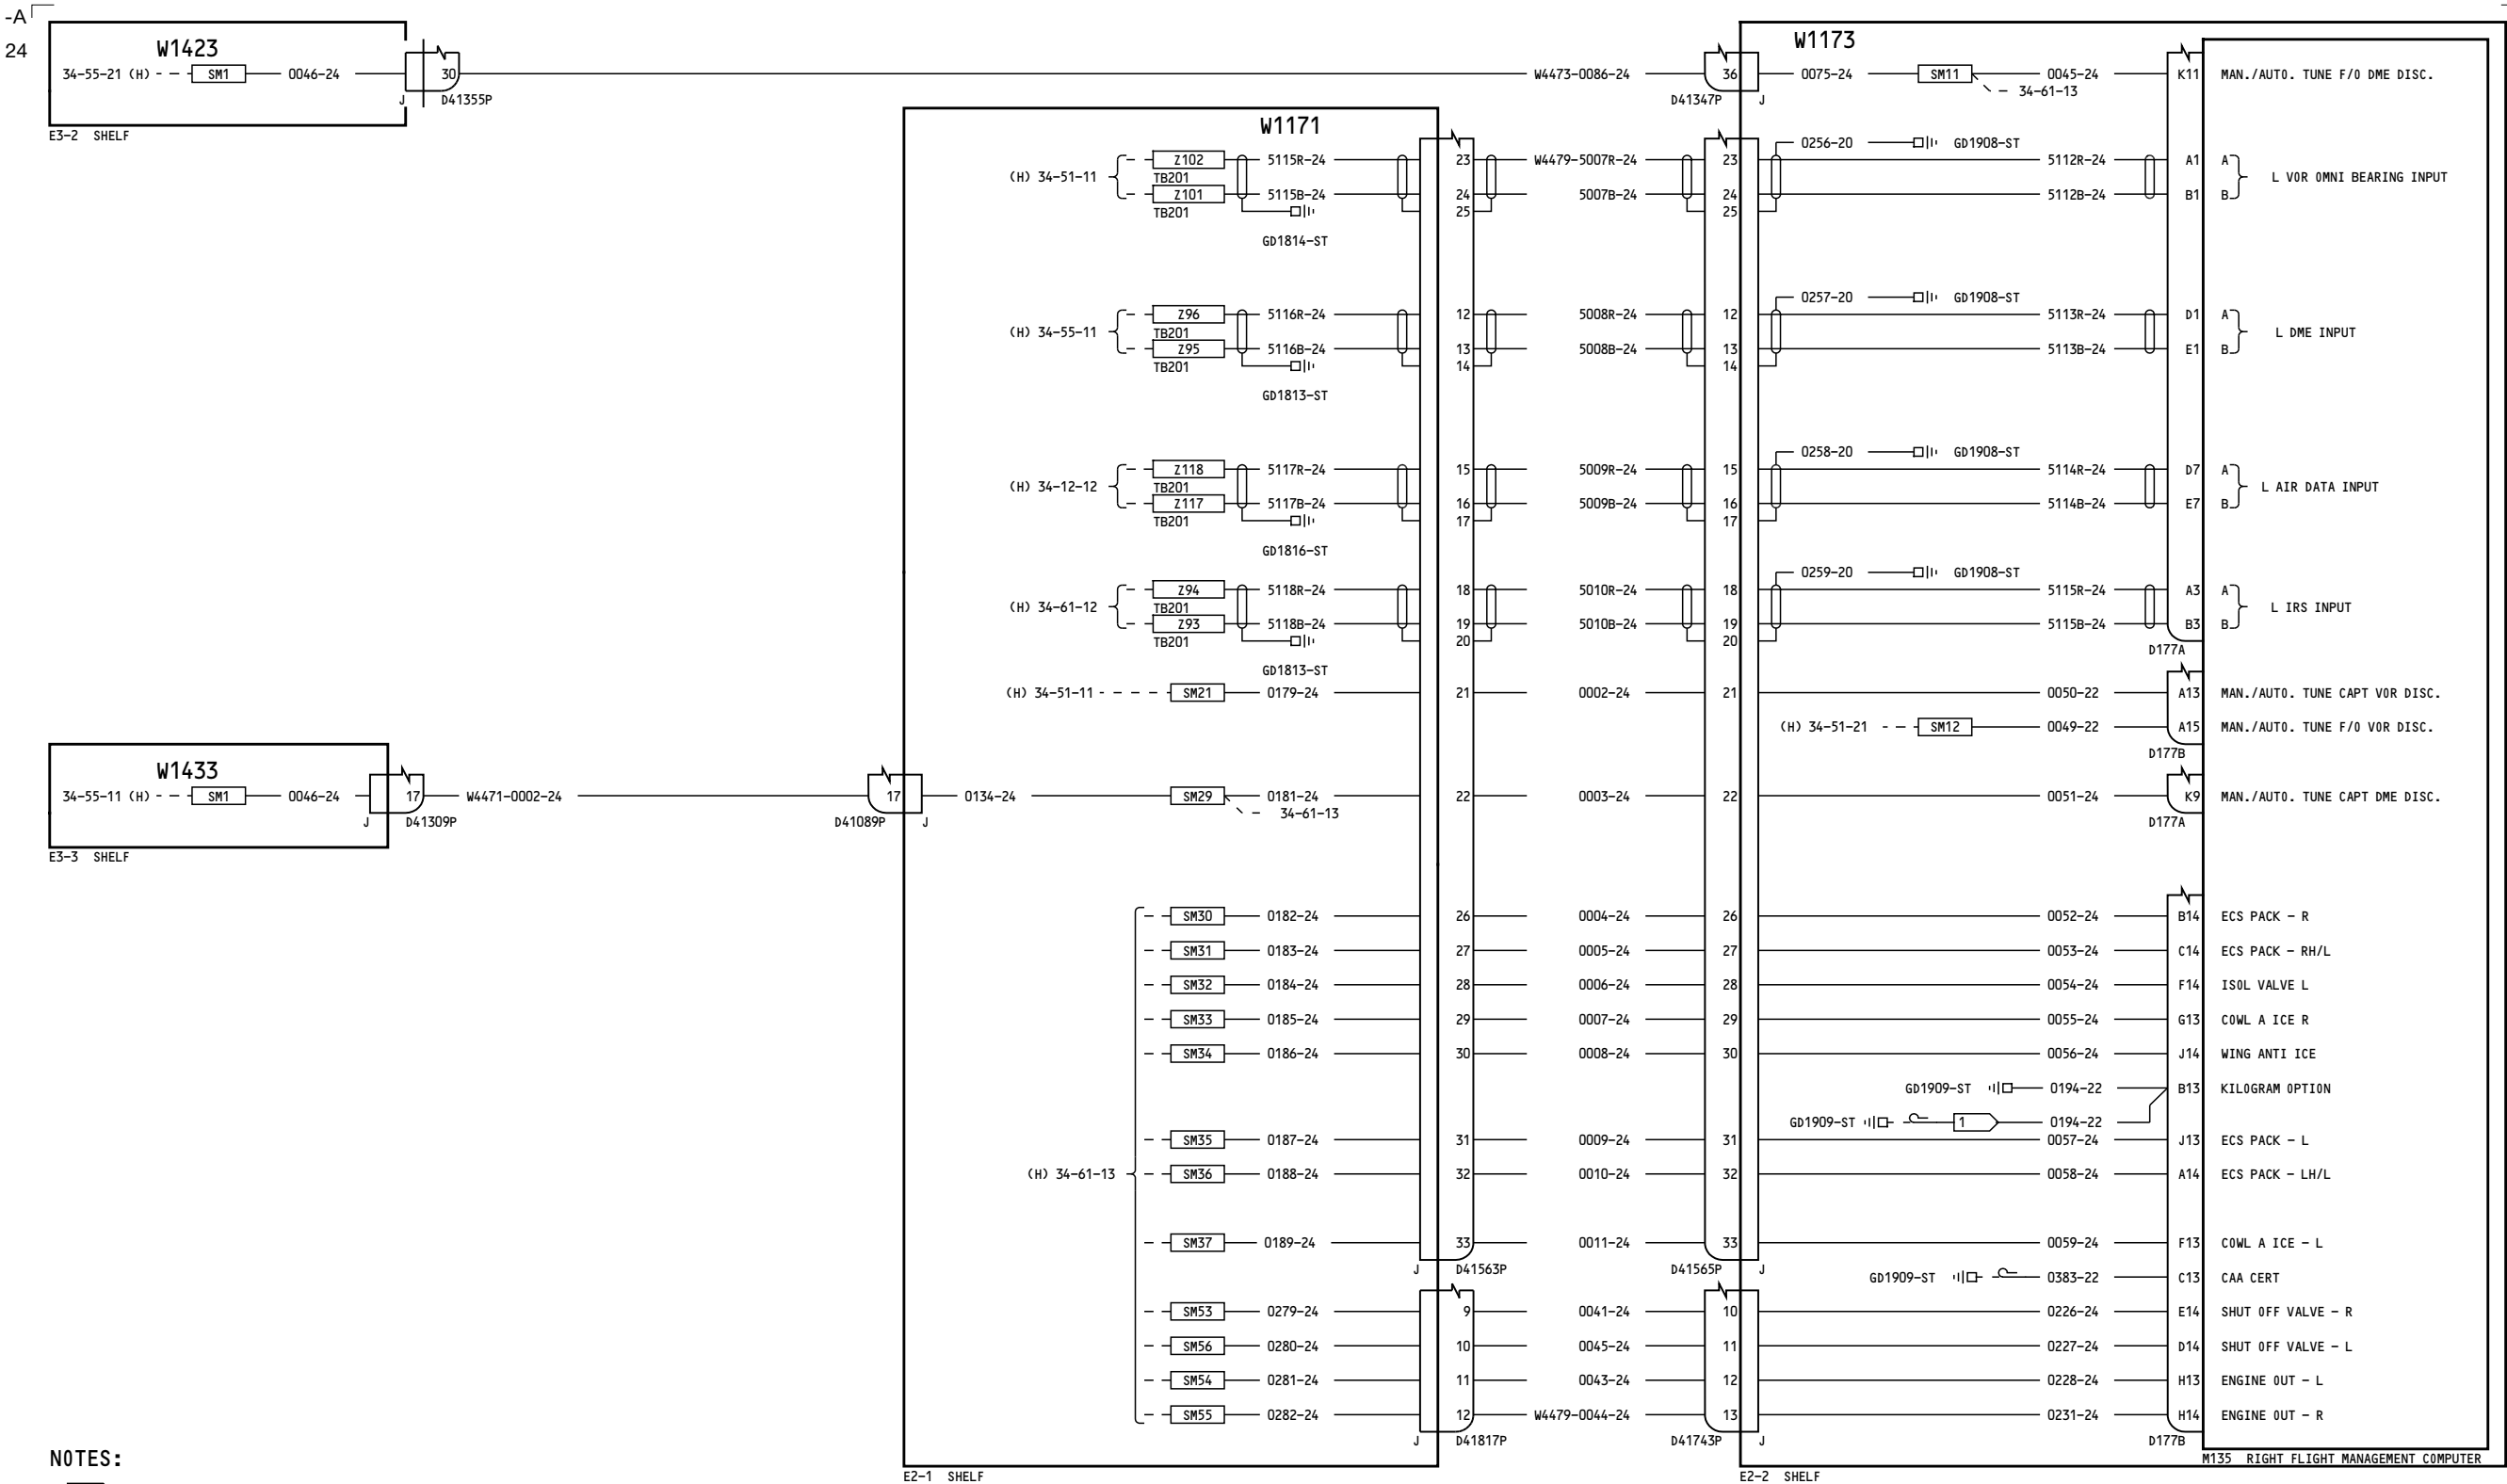 -A
24
W1423
34-55-21 (H) SM1 0046-24 30 W4473-0086-24 36
J D41355P
E3-2 SHELF
W1173
D41347P J
0075-24 SM11 0045-24 K11 MAN./AUTO. TUNE F/O DME DISC.
34-61-13
W1171
0256-20 GD1908-ST
(H) 34-51-11
Z102 5115R-24 23 W4479-5007R-24 23 5112R-24 A1 A
TB201
L VOR OMNI BEARING INPUT
Z101 5115B-24 24 5007B-24 24 5112B-24 B1 B
TB201 25 25
GD1814-ST
0257-20 GD1908-ST
(H) 34-55-11
Z96 5116R-24 12 5008R-24 12 5113R-24 D1 A
TB201
L DME INPUT
Z95 5116B-24 13 5008B-24 13 5113B-24 E1 B
TB201 14 14
GD1813-ST
0258-20 GD1908-ST
(H) 34-12-12
Z118 5117R-24 15 5009R-24 15 5114R-24 D7 A
TB201
L AIR DATA INPUT
Z117 5117B-24 16 5009B-24 16 5114B-24 E7 B
TB201 17 17
GD1816-ST
0259-20 GD1908-ST
(H) 34-61-12
Z94 5118R-24 18 5010R-24 18 5115R-24 A3 A
TB201
L IRS INPUT
Z93 5118B-24 19 5010B-24 19 5115B-24 B3 B
TB201 20 20
D177A
GD1813-ST
(H) 34-51-11 SM21 0179-24 21 0002-24 21 0050-22 A13 MAN./AUTO. TUNE CAPT VOR DISC.
(H) 34-51-21 SM12 0049-22 A15 MAN./AUTO. TUNE F/O VOR DISC.
D177B
W1433
34-55-11 (H) SM1 0046-24 17 W4471-0002-24 17 0134-24 SM29 0181-24 22 0003-24 22 0051-24 K9 MAN./AUTO. TUNE CAPT DME DISC.
34-61-13
J D41309P D41089P J D177A
E3-3 SHELF
SM30 0182-24 26 0004-24 26 0052-24 B14 ECS PACK - R
SM31 0183-24 27 0005-24 27 0053-24 C14 ECS PACK - RH/L
SM32 0184-24 28 0006-24 28 0054-24 F14 ISOL VALVE L
SM33 0185-24 29 0007-24 29 0055-24 G13 COWL A ICE R
SM34 0186-24 30 0008-24 30 0056-24 J14 WING ANTI ICE
GD1909-ST 0194-22 B13 KILOGRAM OPTION
GD1909-ST 1 0194-22
SM35 0187-24 31 0009-24 31 0057-24 J13 ECS PACK - L
(H) 34-61-13 SM36 0188-24 32 0010-24 32 0058-24 A14 ECS PACK - LH/L
SM37 0189-24 33 0011-24 33 0059-24 F13 COWL A ICE - L
J D41563P D41565P J
GD1909-ST 0383-22 C13 CAA CERT
SM53 0279-24 9 0041-24 10 0226-24 E14 SHUT OFF VALVE - R
SM56 0280-24 10 0045-24 11 0227-24 D14 SHUT OFF VALVE - L
SM54 0281-24 11 0043-24 12 0228-24 H13 ENGINE OUT - L
SM55 0282-24 12 W4479-0044-24 13 0231-24 H14 ENGINE OUT - R
J D41817P D41743P J D177B
NOTES:
M135 RIGHT FLIGHT MANAGEMENT COMPUTER
E2-1 SHELF
E2-2 SHELF